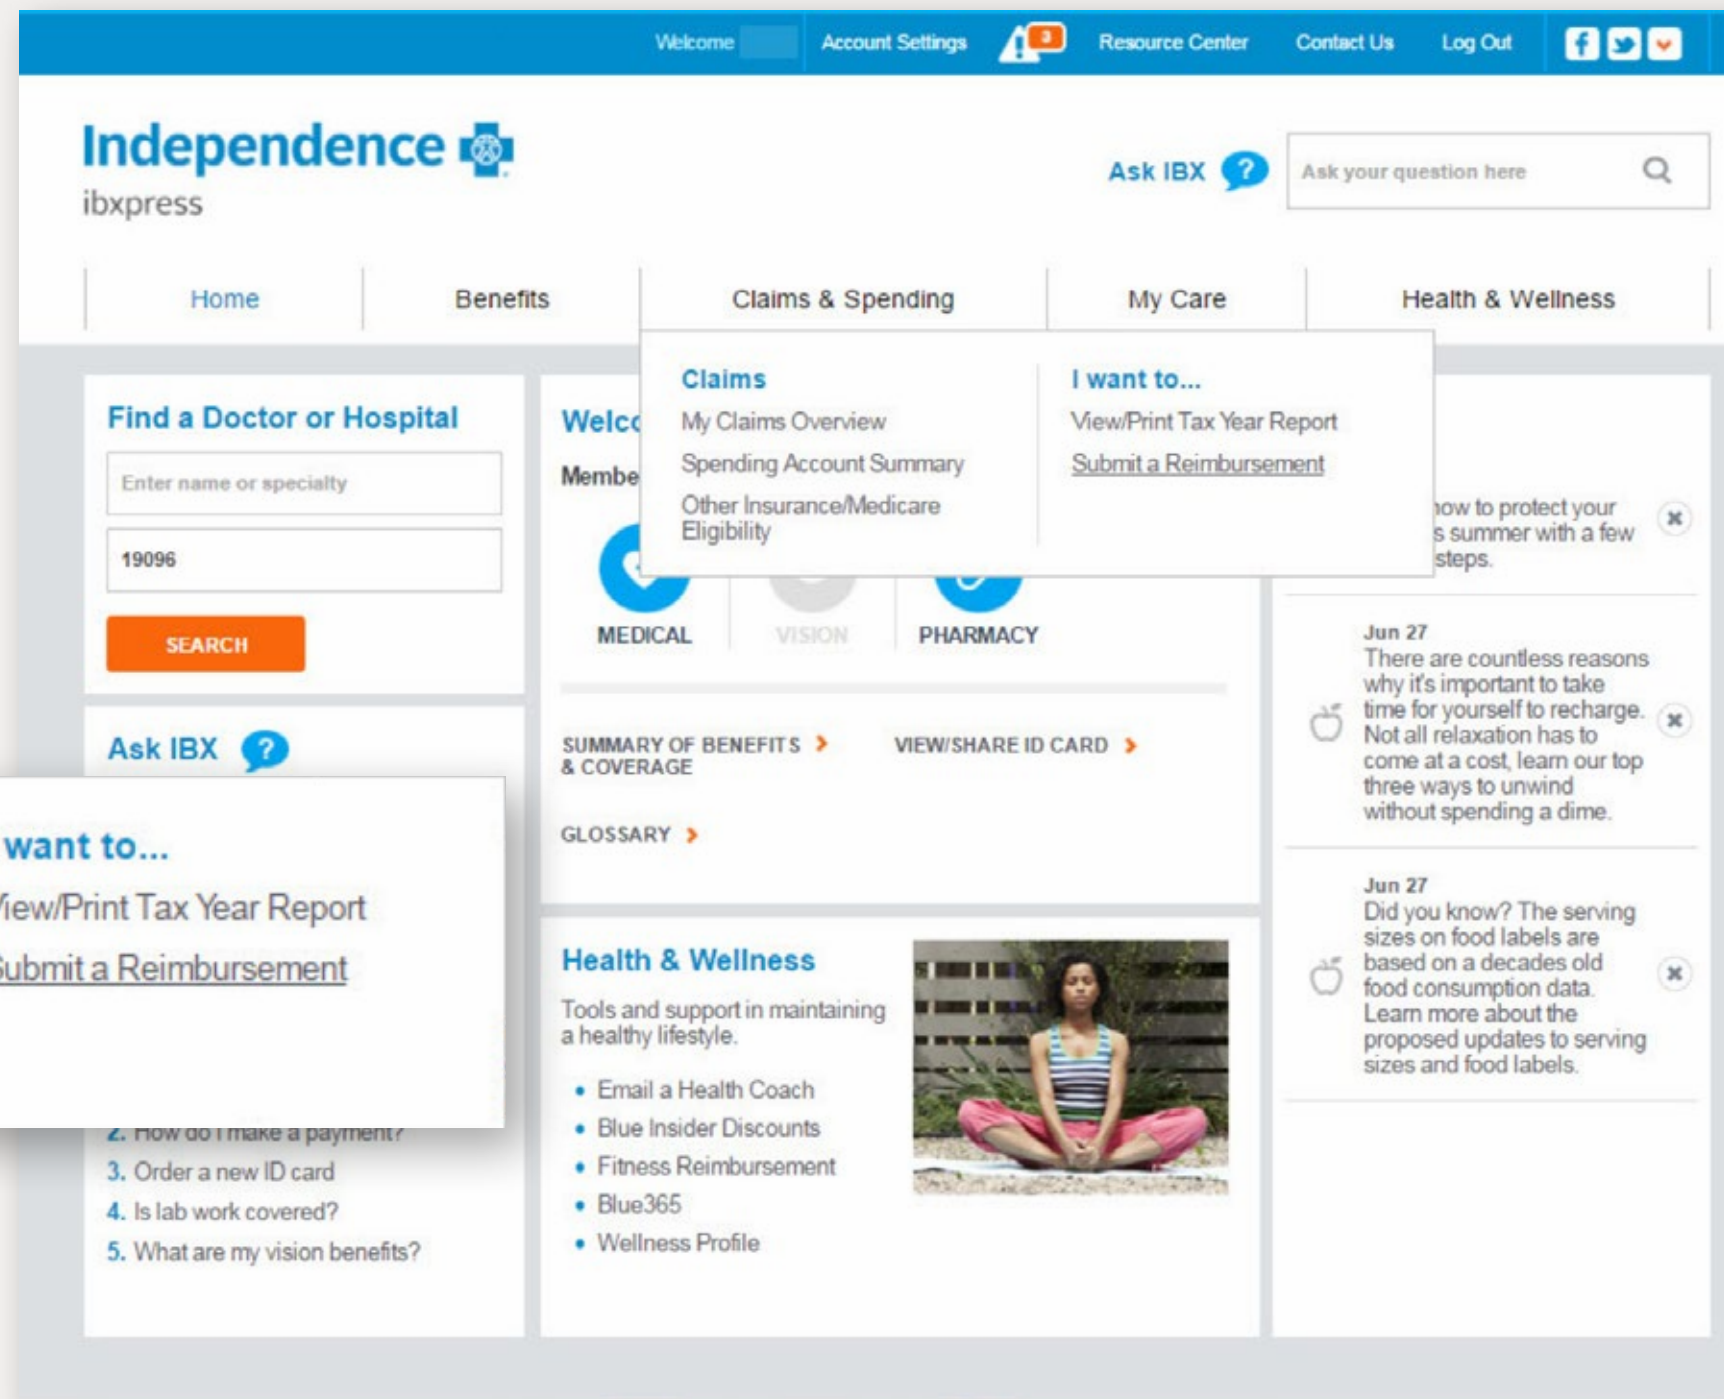 Welcome
Account Settings
3
Resource Center
Contact Us
Log Out
Independence
ibxpress
Ask IBX ?
Ask your question here
Home
Benefits
Claims & Spending
My Care
Health & Wellness
Claims
My Claims Overview
Spending Account Summary
Other Insurance/Medicare
Eligibility
I want to...
View/Print Tax Year Report
Submit a Reimbursement
Find a Doctor or Hospital
Enter name or specialty
19096
SEARCH
Ask IBX ?
want to...
View/Print Tax Year Report
Submit a Reimbursement
2. How do I make a payment?
3. Order a new ID card
4. Is lab work covered?
5. What are my vision benefits?
Welc
Membe
MEDICAL
VISION
PHARMACY
SUMMARY OF BENEFITS
& COVERAGE
VIEW/SHARE ID CARD
GLOSSARY
Health & Wellness
Tools and support in maintaining
a healthy lifestyle.
• Email a Health Coach
• Blue Insider Discounts
• Fitness Reimbursement
• Blue365
• Wellness Profile
how to protect your
s summer with a few
steps.
Jun 27
There are countless reasons
why it's important to take
time for yourself to recharge.
Not all relaxation has to
come at a cost, learn our top
three ways to unwind
without spending a dime.
Jun 27
Did you know? The serving
sizes on food labels are
based on a decades old
food consumption data.
Learn more about the
proposed updates to serving
sizes and food labels.